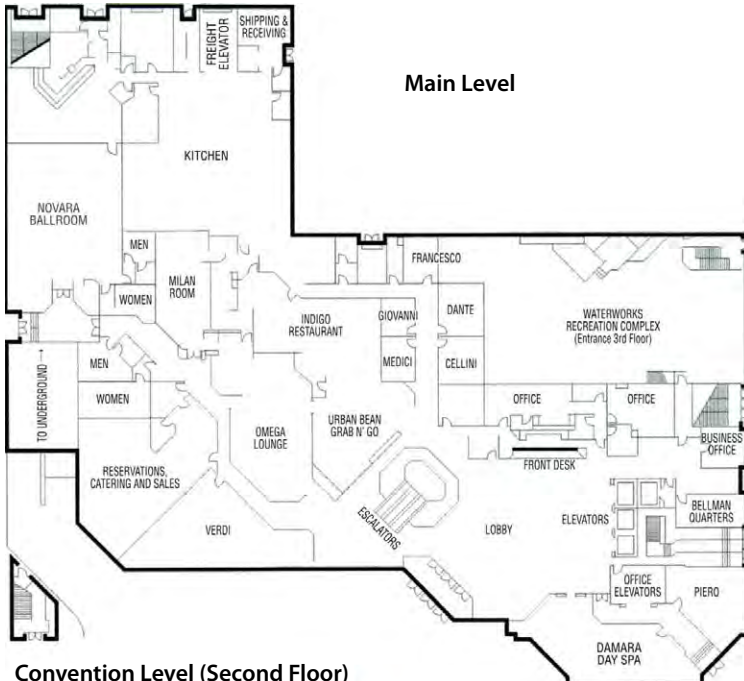 SHIPPING &
RECEIVING
FREIGHT
ELEVATOR
Main Level
KITCHEN
NOVARA
BALLROOM
MEN
FRANCESCO
MILAN
ROOM
WOMEN
INDIGO
RESTAURANT
GIOVANNI
DANTE
WATERWORKS
RECREATION COMPLEX
(Entrance 3rd Floor)
MEN
MEDICI
CELLINI
TO UNDERGROUND →
WOMEN
OFFICE
OFFICE
OMEGA
LOUNGE
URBAN BEAN
GRAB N' GO
BUSINESS
OFFICE
FRONT DESK
RESERVATIONS,
CATERING AND SALES
ESCALATORS
LOBBY
ELEVATORS
BELLMAN
QUARTERS
VERDI
OFFICE
ELEVATORS
PIERO
DAMARA
DAY SPA
Convention Level (Second Floor)